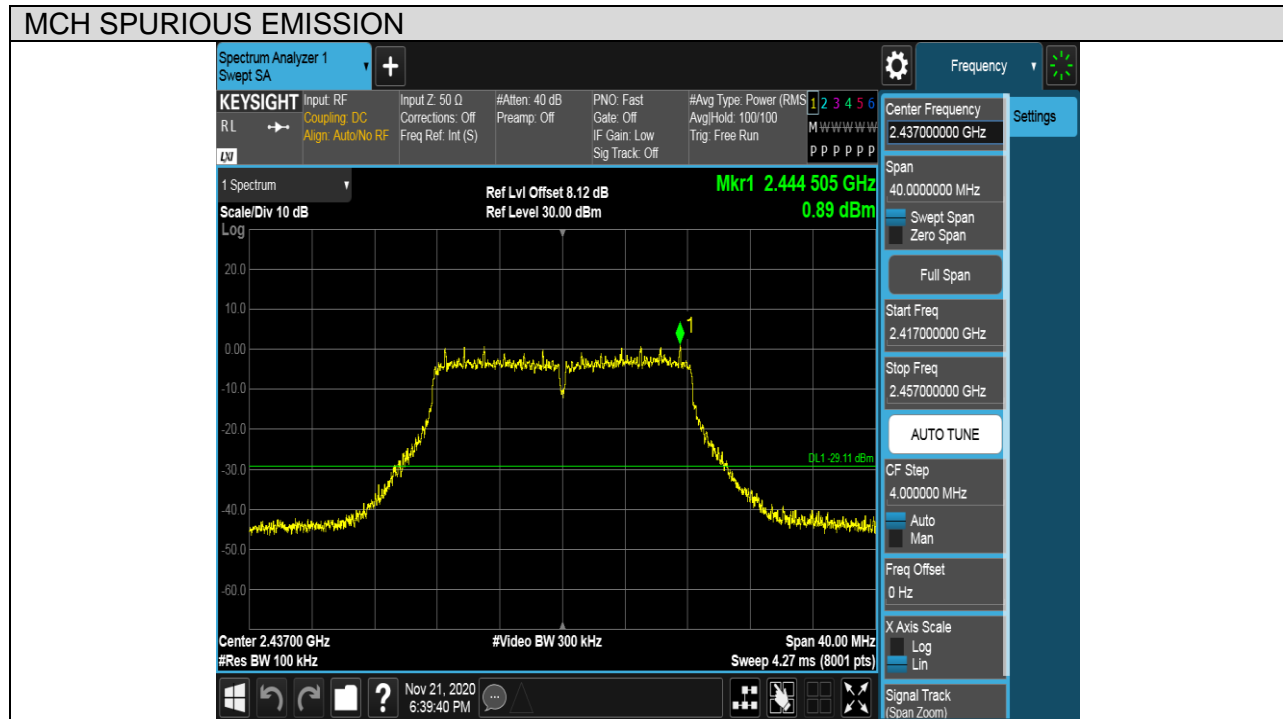 MCH SPURIOUS EMISSION
Spectrum Analyzer 1
Swept SA
Frequency
KEYSIGHT
RL
LXI
Input: RF
Coupling: DC
Align: Auto/No RF
Input Z: 50 Ω
Corrections: Off
Freq Ref: Int (S)
#Atten: 40 dB
Preamp: Off
PNO: Fast
Gate: Off
IF Gain: Low
Sig Track: Off
#Avg Type: Power (RMS
Avg|Hold: 100/100
Trig: Free Run
1 2 3 4 5 6
M W W W W W
P P P P P P
1 Spectrum
Scale/Div 10 dB
Ref Lvl Offset 8.12 dB
Ref Level 30.00 dBm
Mkr1 2.444 505 GHz
0.89 dBm
Log
20.0
10.0
0.00
-10.0
-20.0
-30.0
-40.0
-50.0
-60.0
1
DL1 -29.11 dBm
Center 2.43700 GHz
#Res BW 100 kHz
#Video BW 300 kHz
Span 40.00 MHz
Sweep 4.27 ms (8001 pts)
Center Frequency
2.437000000 GHz
Settings
Span
40.0000000 MHz
Swept Span
Zero Span
Full Span
Start Freq
2.417000000 GHz
Stop Freq
2.457000000 GHz
AUTO TUNE
CF Step
4.000000 MHz
Auto
Man
Freq Offset
0 Hz
X Axis Scale
Log
Lin
Signal Track
(Span Zoom)
?
Nov 21, 2020
6:39:40 PM